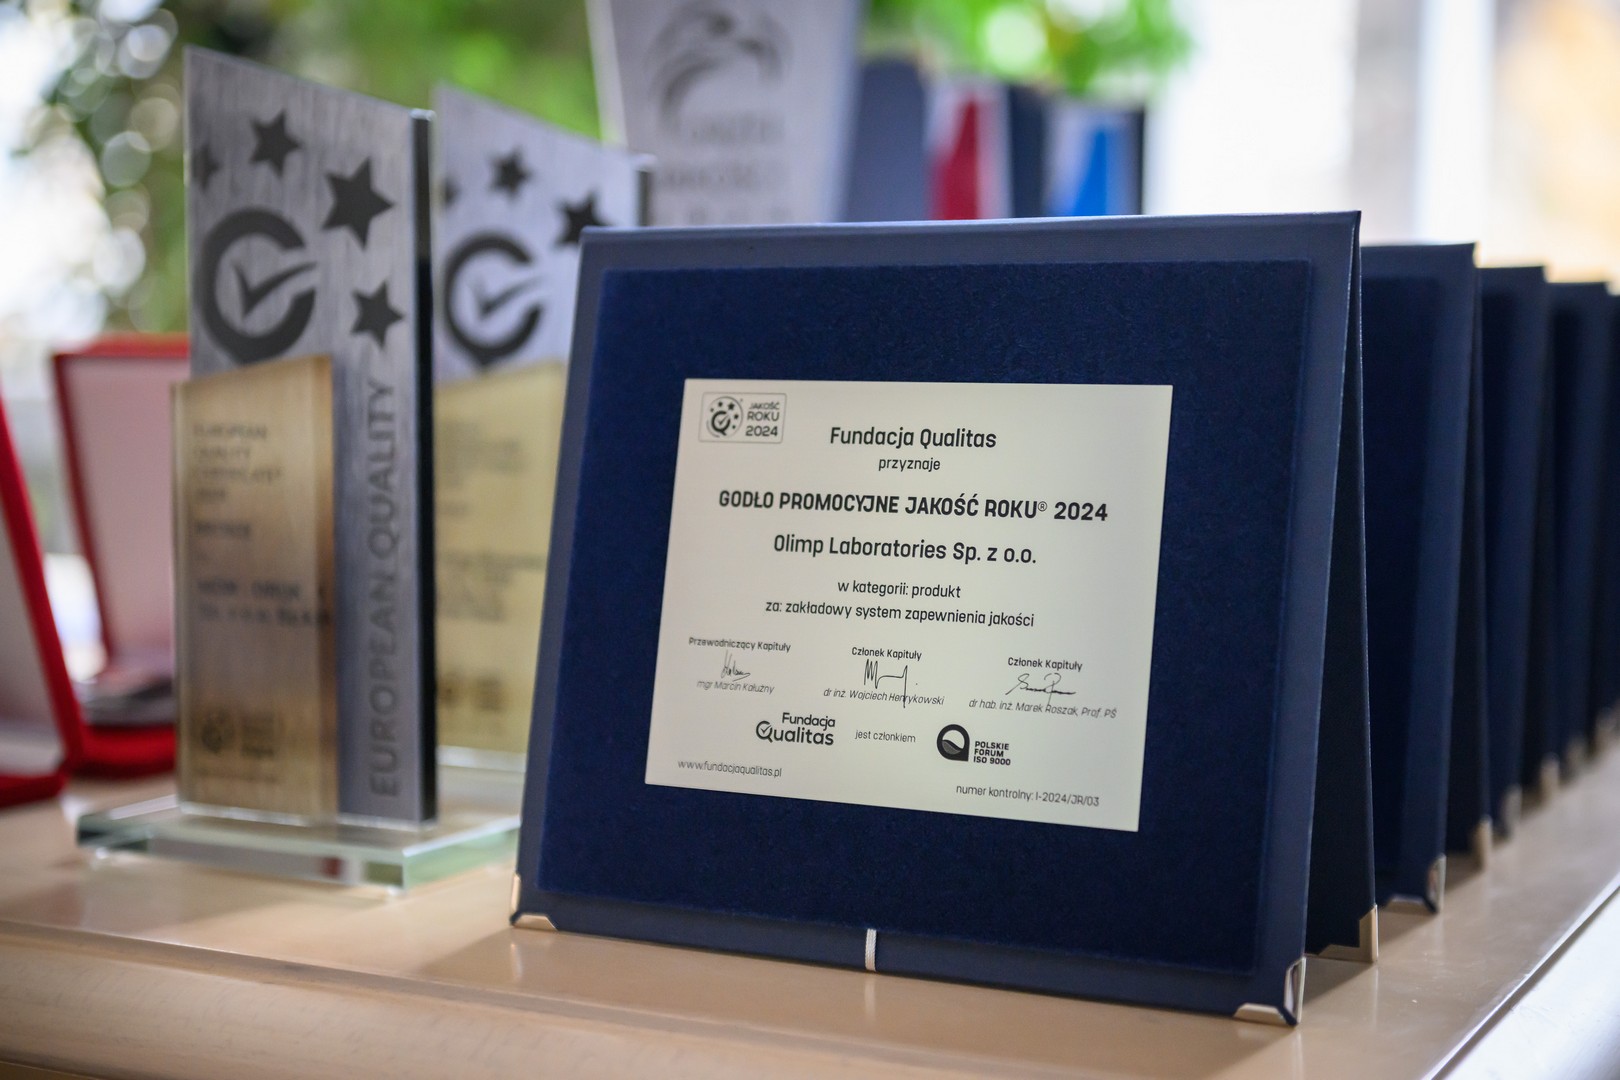 EUROPEAN QUALITY
JAKOŚĆ
ROKU
2024
Fundacja Qualitas
przyznaje
GODŁO PROMOCYJNE JAKOŚĆ ROKU® 2024
Olimp Laboratories Sp. z o.o.
w kategorii: produkt
za: zakładowy system zapewnienia jakości
Przewodniczący Kapituły
mgr Marcin Kałużny
Członek Kapituły
dr inż. Wojciech Henrykowski
Członek Kapituły
dr hab. inż. Marek Roszak, Prof. PŚ
Fundacja
Qualitas
jest członkiem
POLSKIE
FORUM
ISO 9000
www.fundacjaqualitas.pl
numer kontrolny: I-2024/JR/03